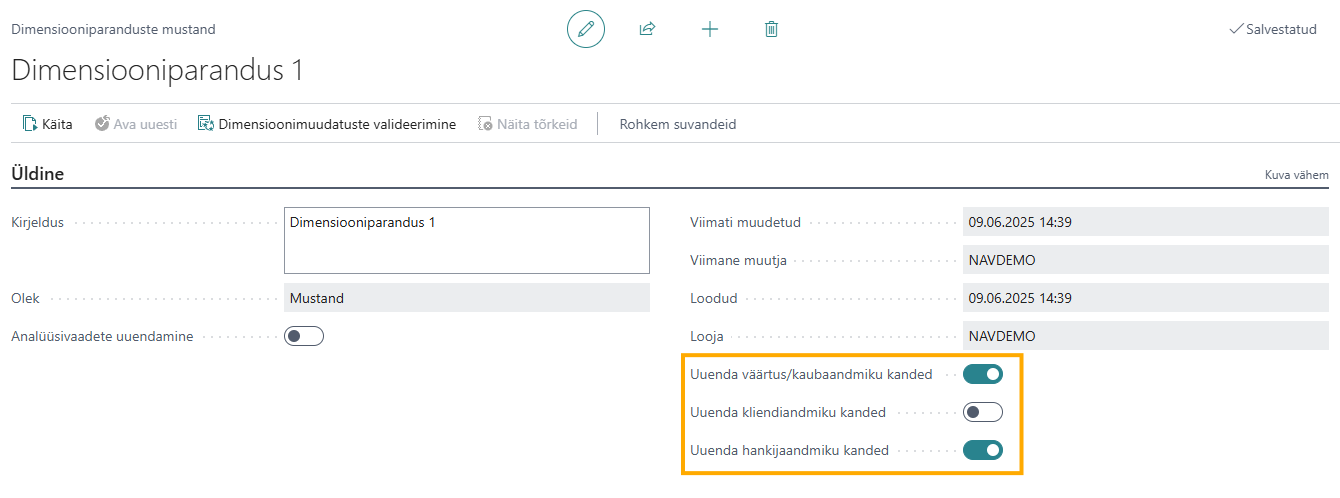 Dimensiooniparanduste mustand
Salvestatud
Dimensiooniparandus 1
Käita
Ava uuesti
Dimensioonimuudatuste valideerimine
Näita tõrkeid
Rohkem suvandeid
Üldine
Kuva vähem
Kirjeldus
Dimensiooniparandus 1
Olek
Mustand
Analüüsivaadete uuendamine
Viimati muudetud
09.06.2025 14:39
Viimane muutja
NAVDEMO
Loodud
09.06.2025 14:39
Looja
NAVDEMO
Uuenda väärtus/kaubaandmiku kanded
Uuenda kliendiandmiku kanded
Uuenda hankijaandmiku kanded